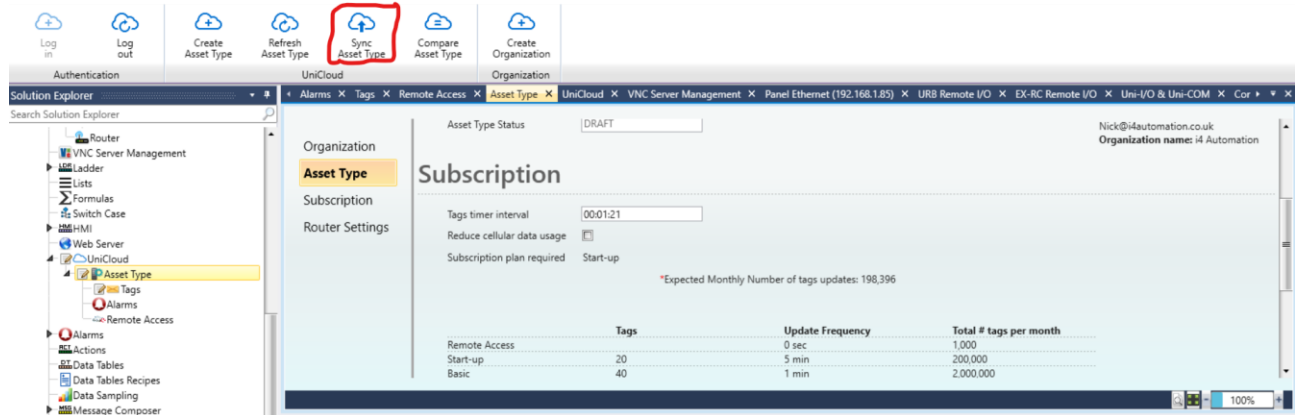 Log in
Log out
Create Asset Type
Refresh Asset Type
Sync Asset Type
Compare Asset Type
Create Organization
Authentication
UniCloud
Organization
Solution Explorer
Search Solution Explorer
Router
VNC Server Management
Ladder
Lists
Formulas
Switch Case
HMI
Web Server
UniCloud
Asset Type
Tags
Alarms
Remote Access
Alarms
Actions
Data Tables
Data Tables Recipes
Data Sampling
Message Composer
Alarms Tags Remote Access Asset Type UniCloud VNC Server Management Panel Ethernet (192.168.1.85) URB Remote I/O EX-RC Remote I/O Uni-I/O & Uni-COM Cor
Organization
Asset Type
Subscription
Router Settings
Asset Type Status DRAFT
Nick@i4automation.co.uk
Organization name: i4 Automation
Subscription
Tags timer interval 00:01:21
Reduce cellular data usage
Subscription plan required Start-up
*Expected Monthly Number of tags updates: 198,396
Tags Update Frequency Total # tags per month
Remote Access 0 sec 1,000
Start-up 20 5 min 200,000
Basic 40 1 min 2,000,000
100%